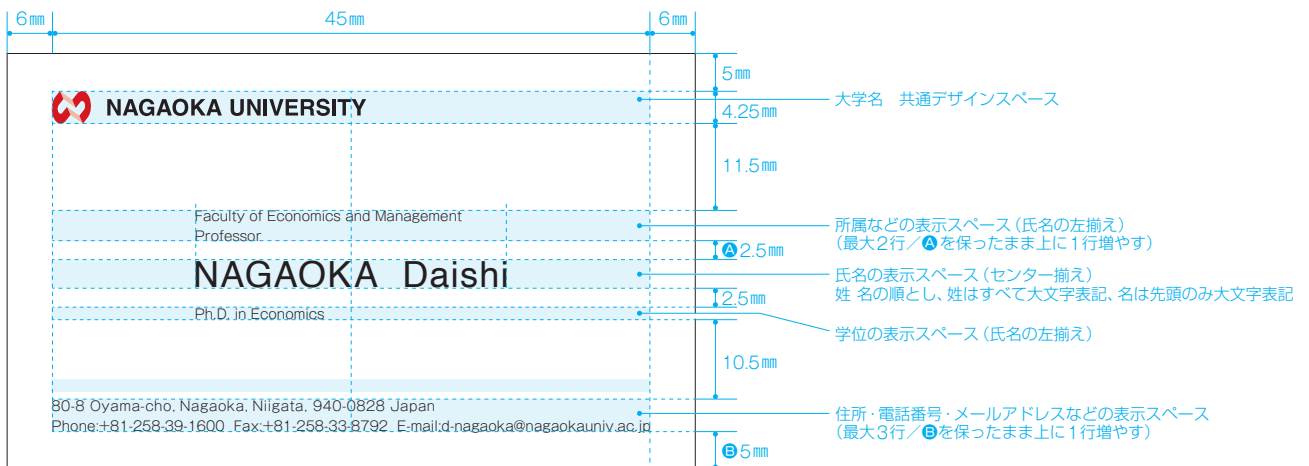 6㎜ 45㎜ 6㎜
5㎜
NAGAOKA UNIVERSITY
大学名　共通デザインスペース
4.25㎜
11.5㎜
Faculty of Economics and Management
Professor
所属などの表示スペース（氏名の左揃え）
（最大2行／Aを保ったまま上に1行増やす）
A2.5㎜
NAGAOKA Daishi
氏名の表示スペース（センター揃え）
姓 名の順とし、姓はすべて大文字表記、名は先頭のみ大文字表記
2.5㎜
Ph.D. in Economics
学位の表示スペース（氏名の左揃え）
10.5㎜
80-8 Oyama-cho, Nagaoka, Niigata, 940-0828 Japan
Phone:+81-258-39-1600 Fax:+81-258-33-8792 E-mail:d-nagaoka@nagaokauniv.ac.jp
住所・電話番号・メールアドレスなどの表示スペース
（最大3行／Bを保ったまま上に1行増やす）
B5㎜